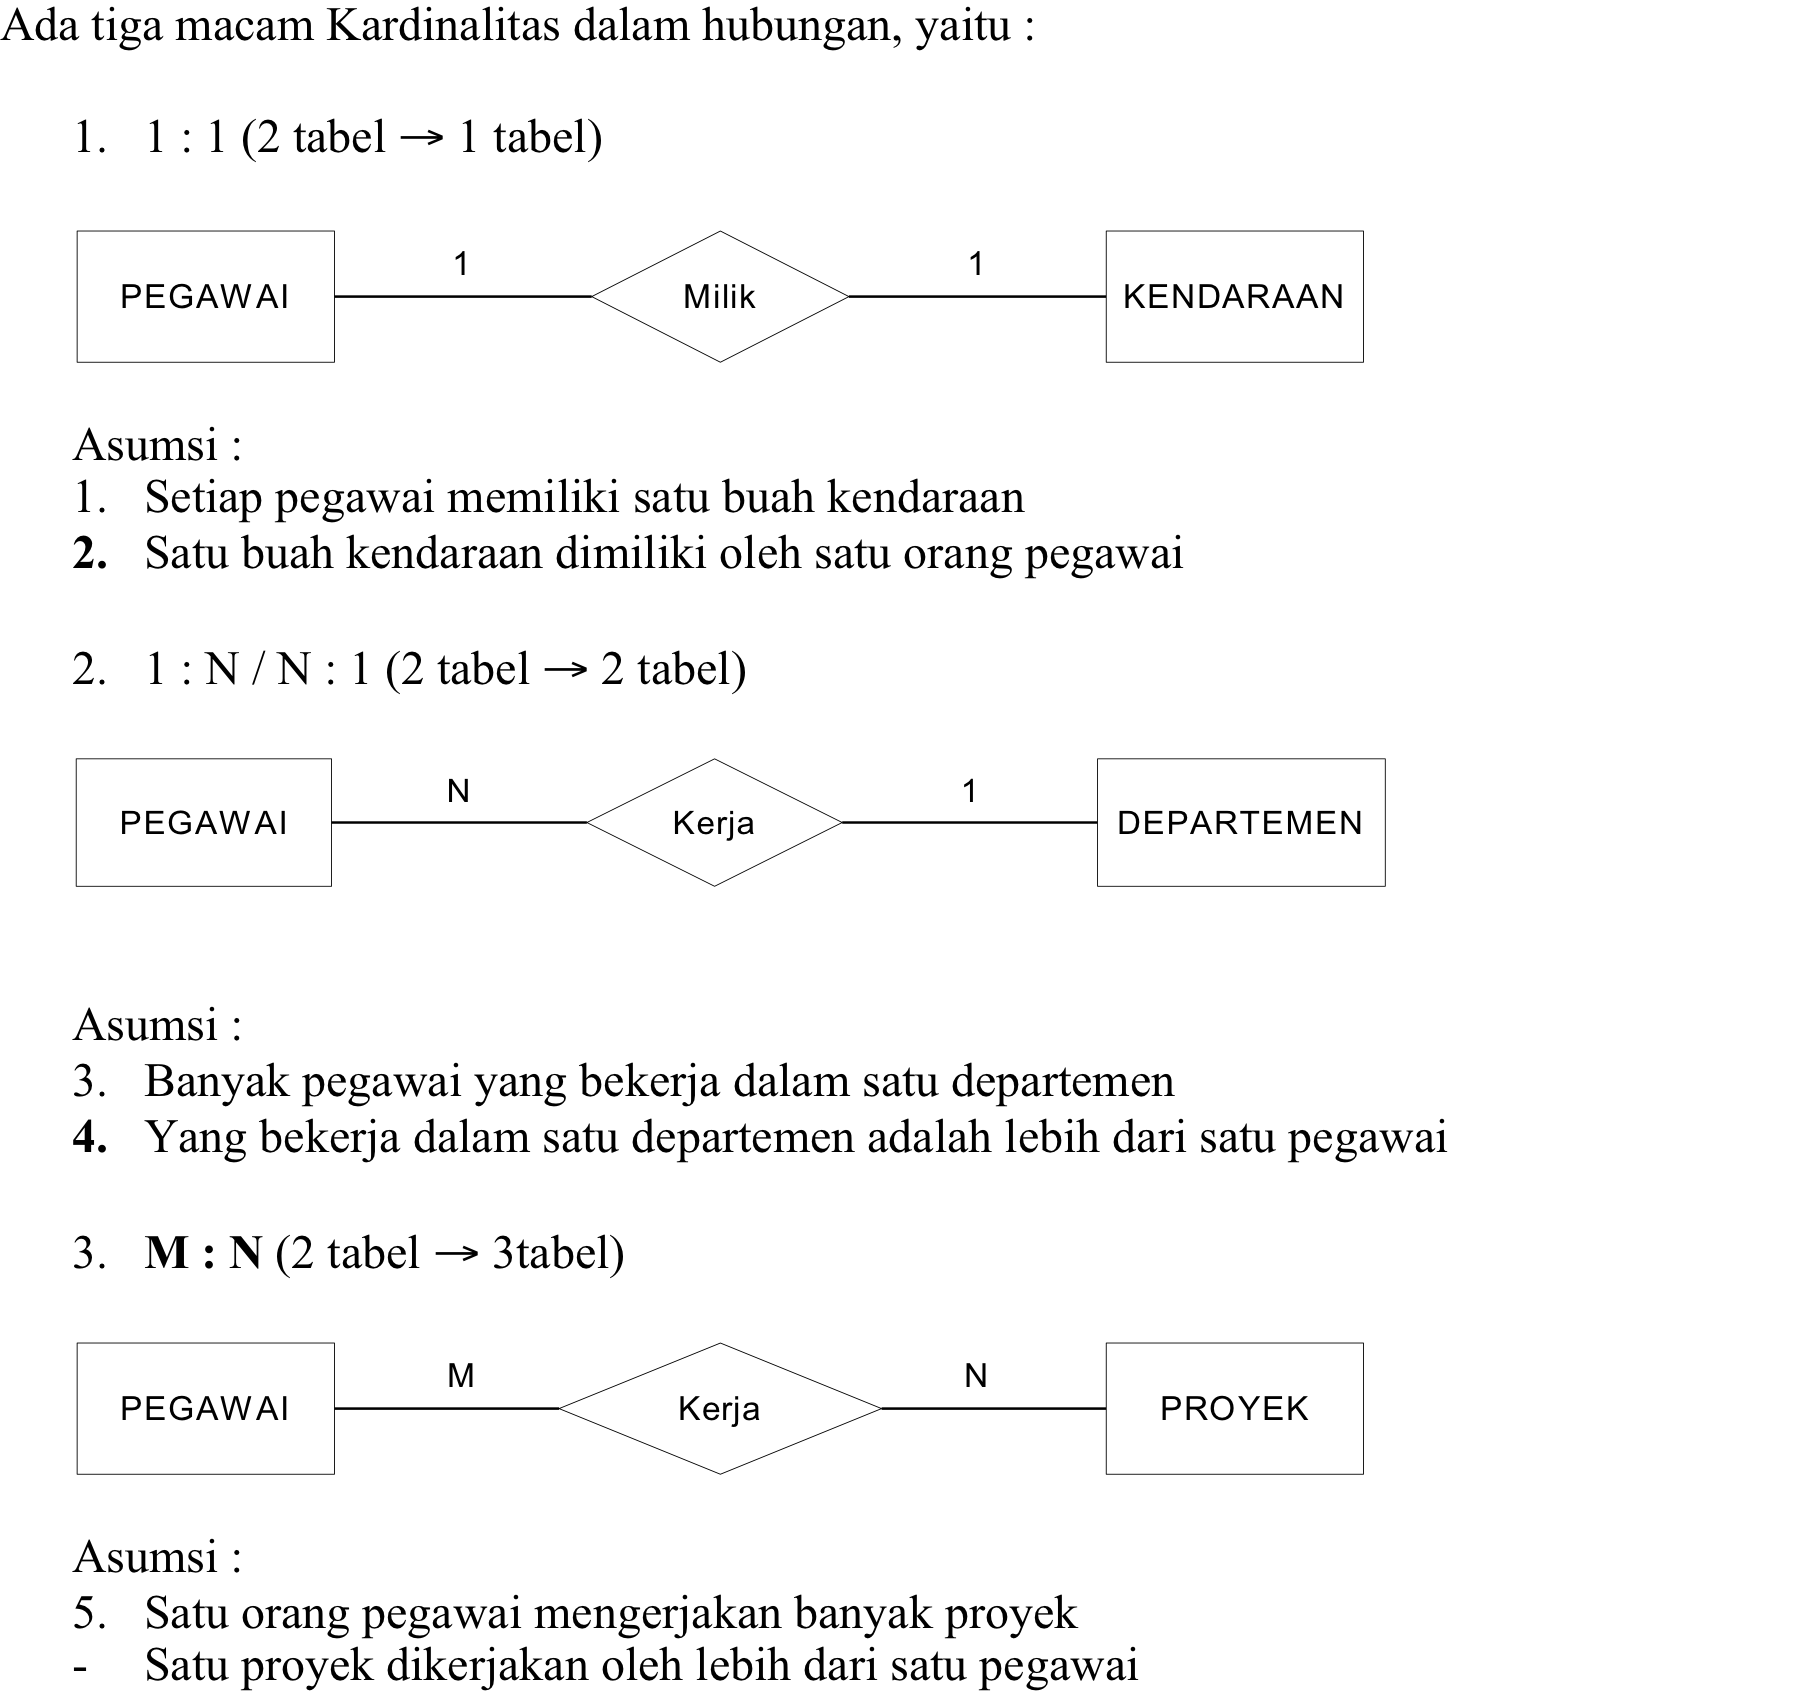 Ada tiga macam Kardinalitas dalam hubungan, yaitu :
1. 1 : 1 (2 tabel → 1 tabel)
1 1
PEGAWAI Milik KENDARAAN
Asumsi :
1. Setiap pegawai memiliki satu buah kendaraan
2. Satu buah kendaraan dimiliki oleh satu orang pegawai
2. 1 : N / N : 1 (2 tabel → 2 tabel)
N 1
PEGAWAI Kerja DEPARTEMEN
Asumsi :
3. Banyak pegawai yang bekerja dalam satu departemen
4. Yang bekerja dalam satu departemen adalah lebih dari satu pegawai
3. M : N (2 tabel → 3tabel)
M N
PEGAWAI Kerja PROYEK
Asumsi :
5. Satu orang pegawai mengerjakan banyak proyek
- Satu proyek dikerjakan oleh lebih dari satu pegawai